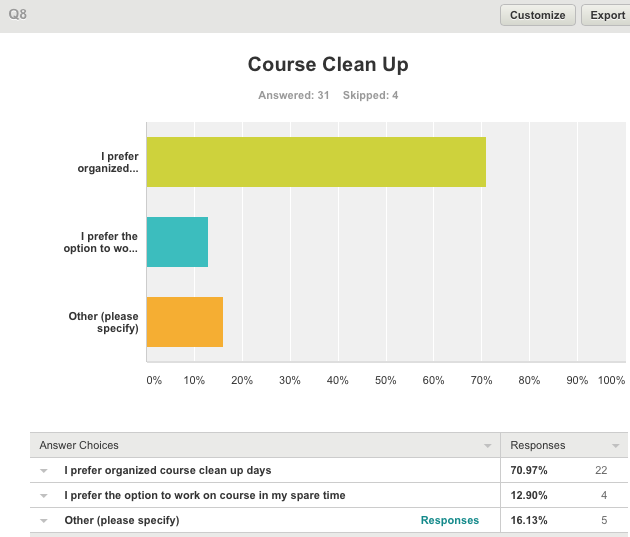 Q8
Customize
Export
Course Clean Up
Answered: 31 Skipped: 4
I prefer
organized...
I prefer the
option to wo...
Other (please
specify)
0% 10% 20% 30% 40% 50% 60% 70% 80% 90% 100%
Answer Choices Responses
I prefer organized course clean up days 70.97% 22
I prefer the option to work on course in my spare time 12.90% 4
Other (please specify) Responses 16.13% 5